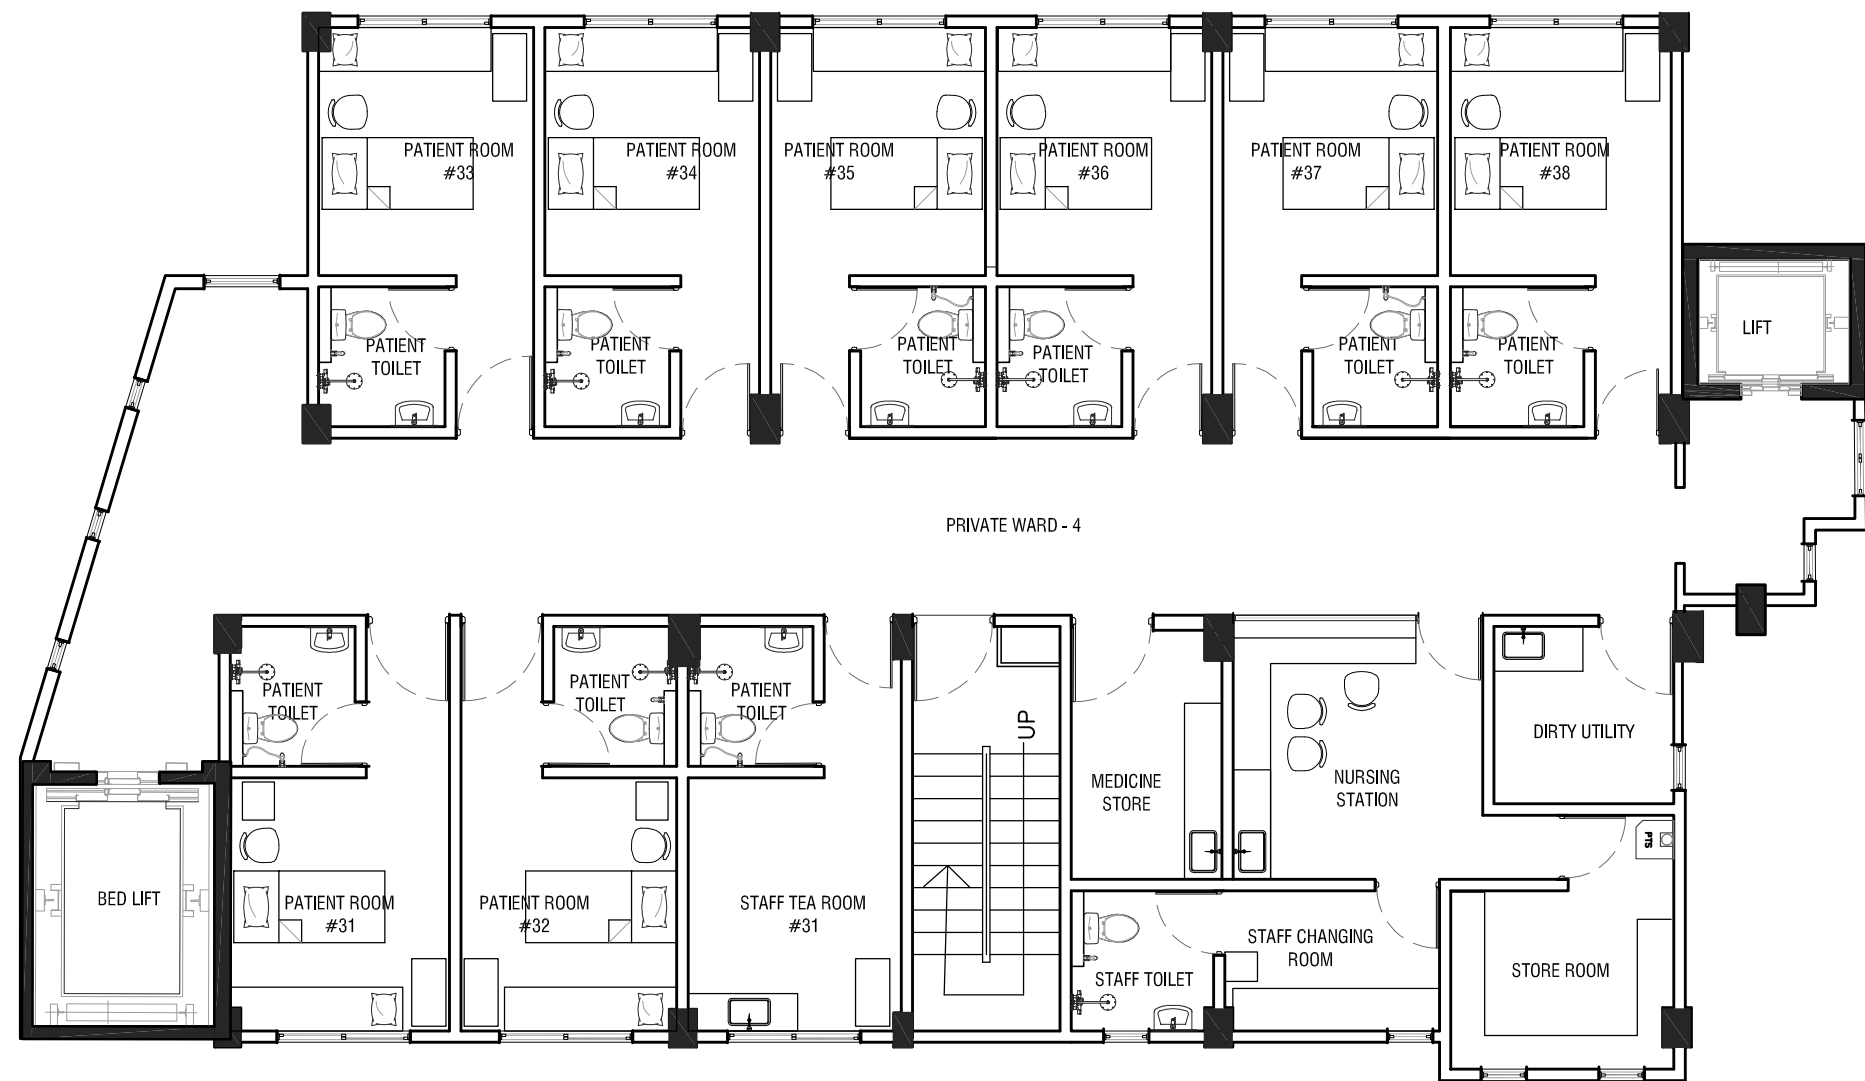 PATIENT ROOM
#33
PATIENT ROOM
#34
PATIENT ROOM
#35
PATIENT ROOM
#36
PATIENT ROOM
#37
PATIENT ROOM
#38
PATIENT
TOILET
PATIENT
TOILET
PATIENT
TOILET
PATIENT
TOILET
PATIENT
TOILET
PATIENT
TOILET
LIFT
PRIVATE WARD - 4
PATIENT
TOILET
PATIENT
TOILET
PATIENT
TOILET
UP
MEDICINE
STORE
NURSING
STATION
DIRTY UTILITY
PTS
BED LIFT
PATIENT ROOM
#31
PATIENT ROOM
#32
STAFF TEA ROOM
#31
STAFF TOILET
STAFF CHANGING
ROOM
STORE ROOM